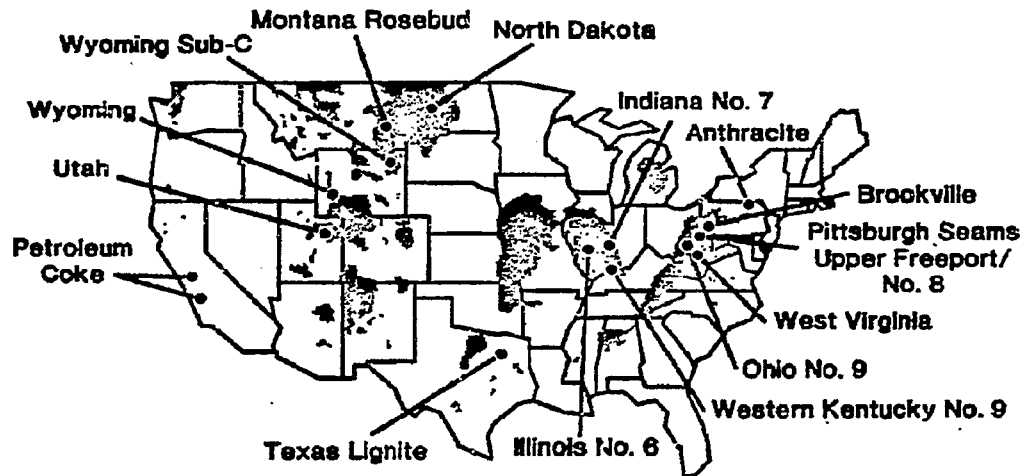 Montana Rosebud
North Dakota
Wyoming Sub-C
Wyoming
Indiana No. 7
Anthracite
Utah
Brookville
Petroleum
Coke
Pittsburgh Seams
Upper Freeport/
No. 8
West Virginia
Ohio No. 9
Western Kentucky No. 9
Illinois No. 6
Texas Lignite